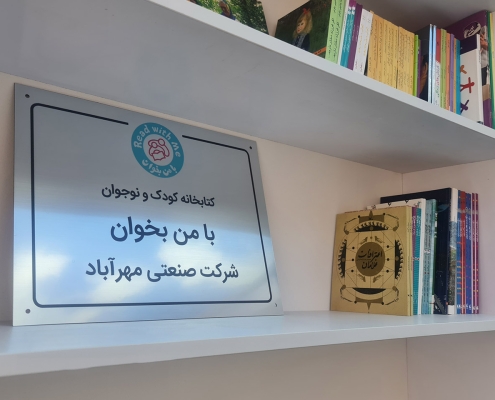 Read with Me
با من بخوان
کتابخانه کودک و نوجوان
با من بخوان
شرکت صنعتی مهرآباد